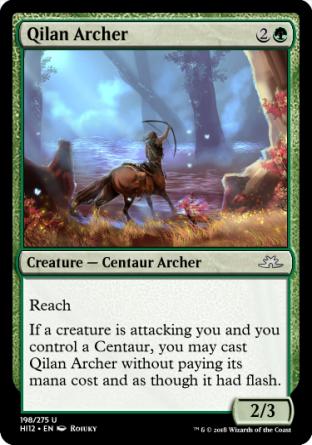 Qilan Archer 2
Creature — Centaur Archer
Reach
If a creature is attacking you and you
control a Centaur, you may cast
Qilan Archer without paying its
mana cost and as though it had flash.
2/3
198/275 U
HI12 • EN Roiuky
™ & © 2018 Wizards of the Coast